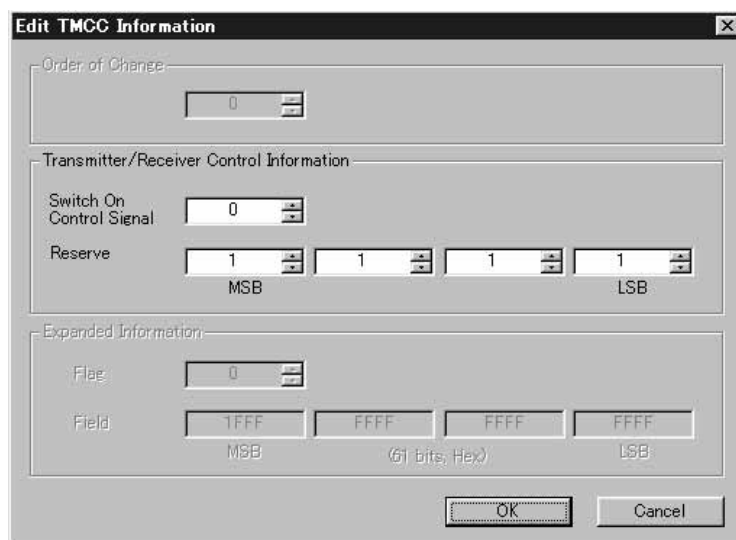 Edit TMCC Information
Order of Change
0
Transmitter/Receiver Control Information
Switch On
Control Signal
0
Reserve
1 1 1 1
MSB LSB
Expanded Information
Flag
0
Field
1FFF FFFF FFFF FFFF
MSB (61 bits, Hex) LSB
OK Cancel